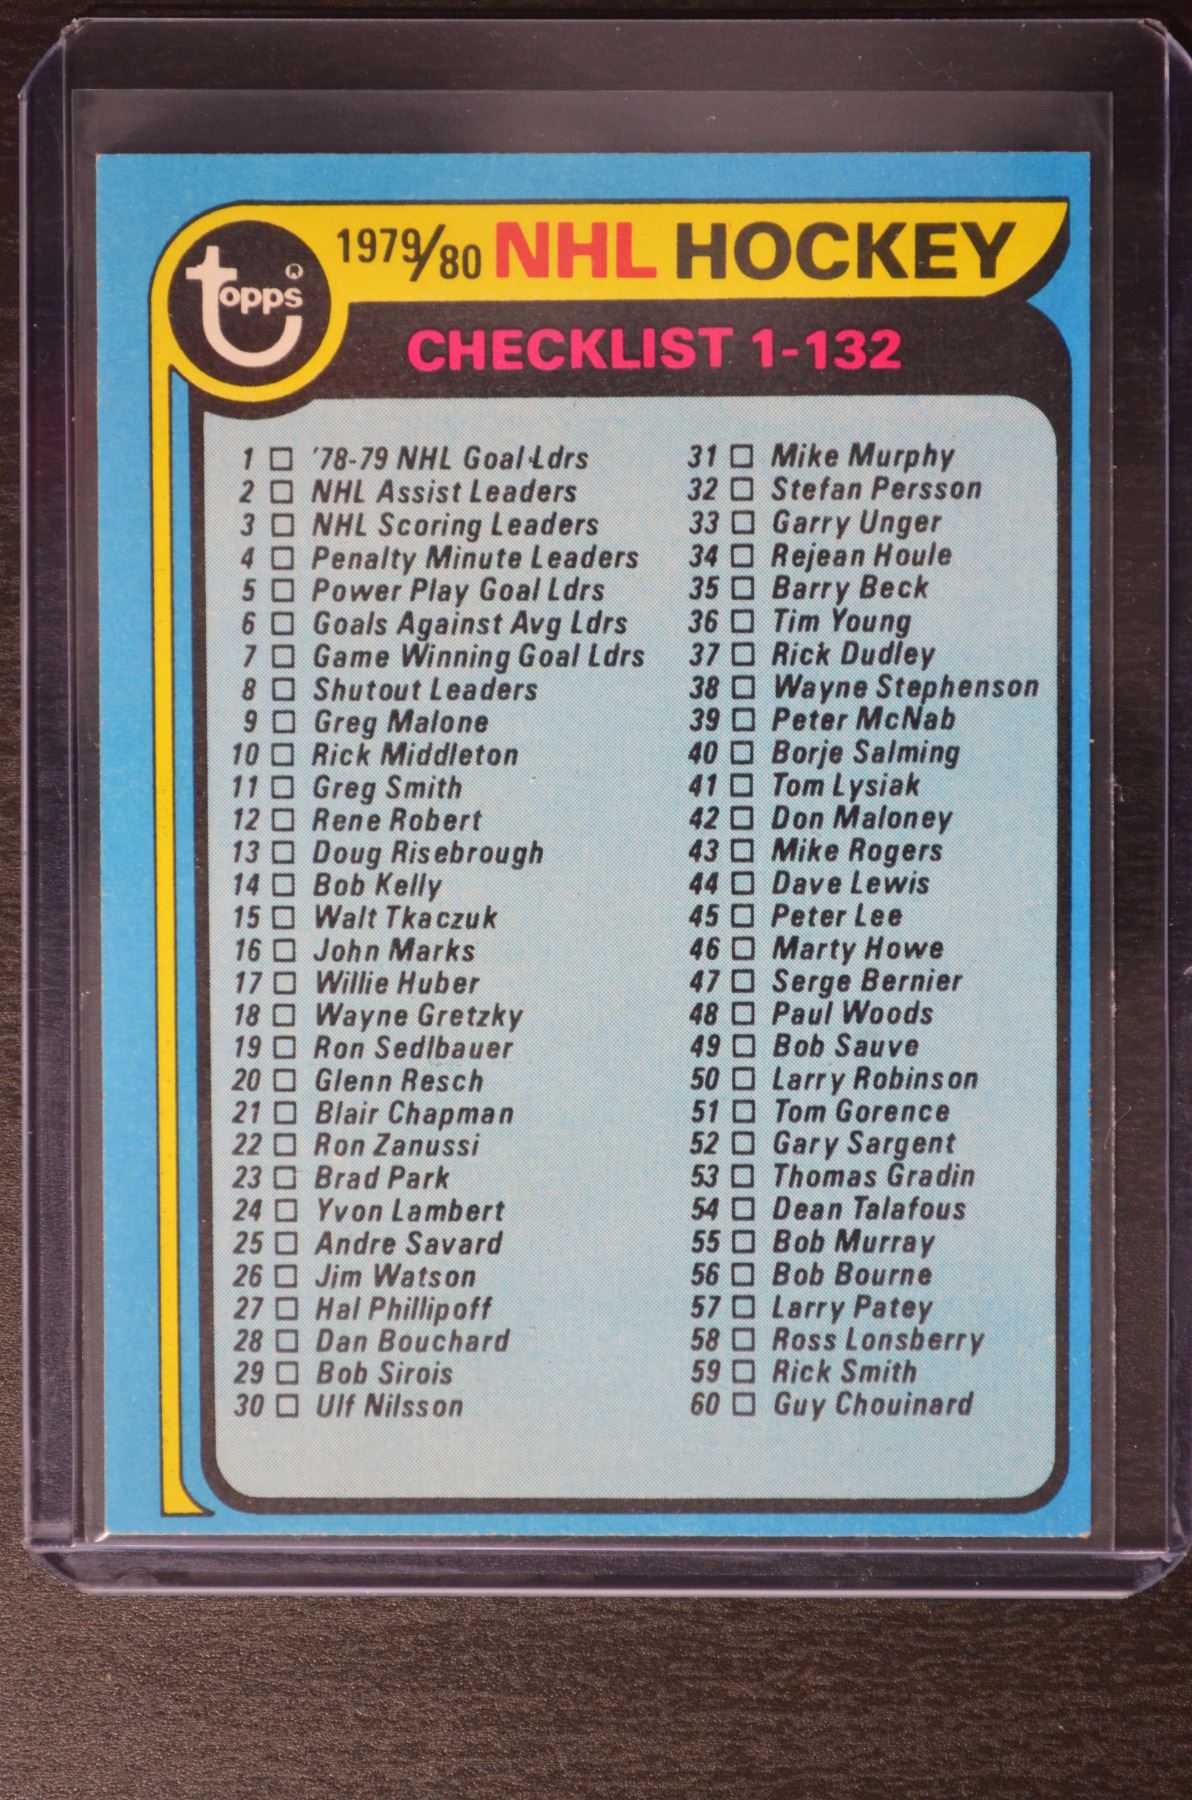 topps ®
1979/80 NHL HOCKEY
CHECKLIST 1-132
1 '78-79 NHL Goal Ldrs
2 NHL Assist Leaders
3 NHL Scoring Leaders
4 Penalty Minute Leaders
5 Power Play Goal Ldrs
6 Goals Against Avg Ldrs
7 Game Winning Goal Ldrs
8 Shutout Leaders
9 Greg Malone
10 Rick Middleton
11 Greg Smith
12 Rene Robert
13 Doug Risebrough
14 Bob Kelly
15 Walt Tkaczuk
16 John Marks
17 Willie Huber
18 Wayne Gretzky
19 Ron Sedlbauer
20 Glenn Resch
21 Blair Chapman
22 Ron Zanussi
23 Brad Park
24 Yvon Lambert
25 Andre Savard
26 Jim Watson
27 Hal Phillipoff
28 Dan Bouchard
29 Bob Sirois
30 Ulf Nilsson
31 Mike Murphy
32 Stefan Persson
33 Garry Unger
34 Rejean Houle
35 Barry Beck
36 Tim Young
37 Rick Dudley
38 Wayne Stephenson
39 Peter McNab
40 Borje Salming
41 Tom Lysiak
42 Don Maloney
43 Mike Rogers
44 Dave Lewis
45 Peter Lee
46 Marty Howe
47 Serge Bernier
48 Paul Woods
49 Bob Sauve
50 Larry Robinson
51 Tom Gorence
52 Gary Sargent
53 Thomas Gradin
54 Dean Talafous
55 Bob Murray
56 Bob Bourne
57 Larry Patey
58 Ross Lonsberry
59 Rick Smith
60 Guy Chouinard